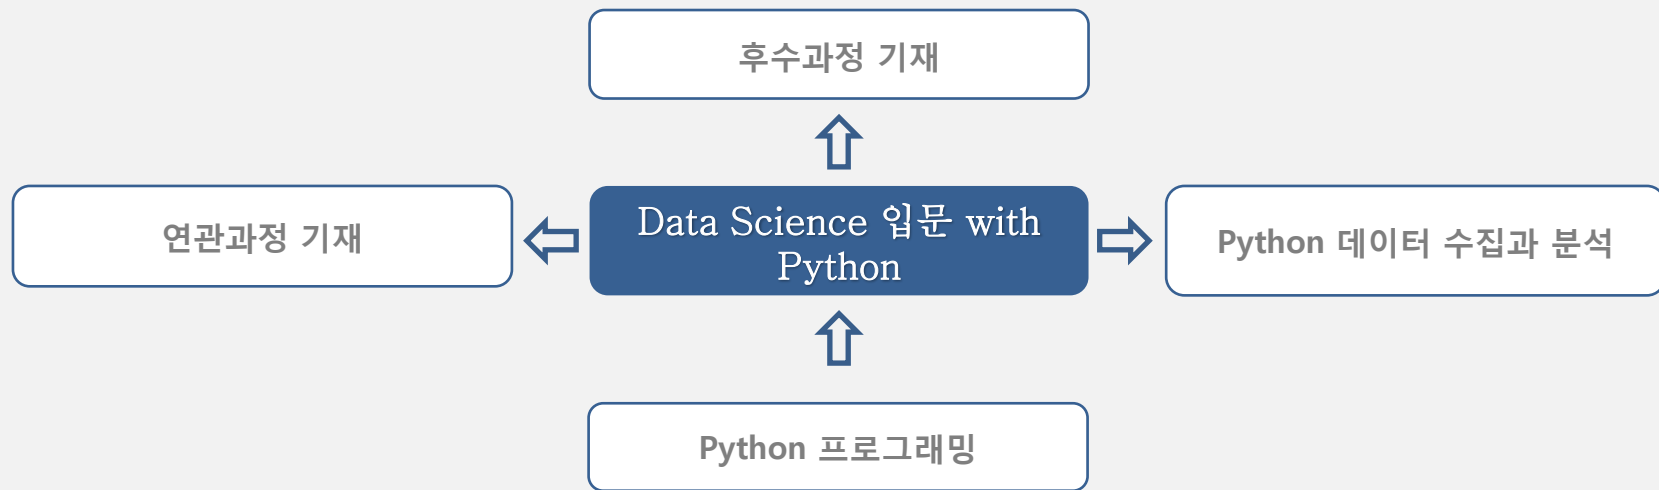 후수과정 기재
연관과정 기재
Data Science 입문 with
Python
Python 데이터 수집과 분석
Python 프로그래밍